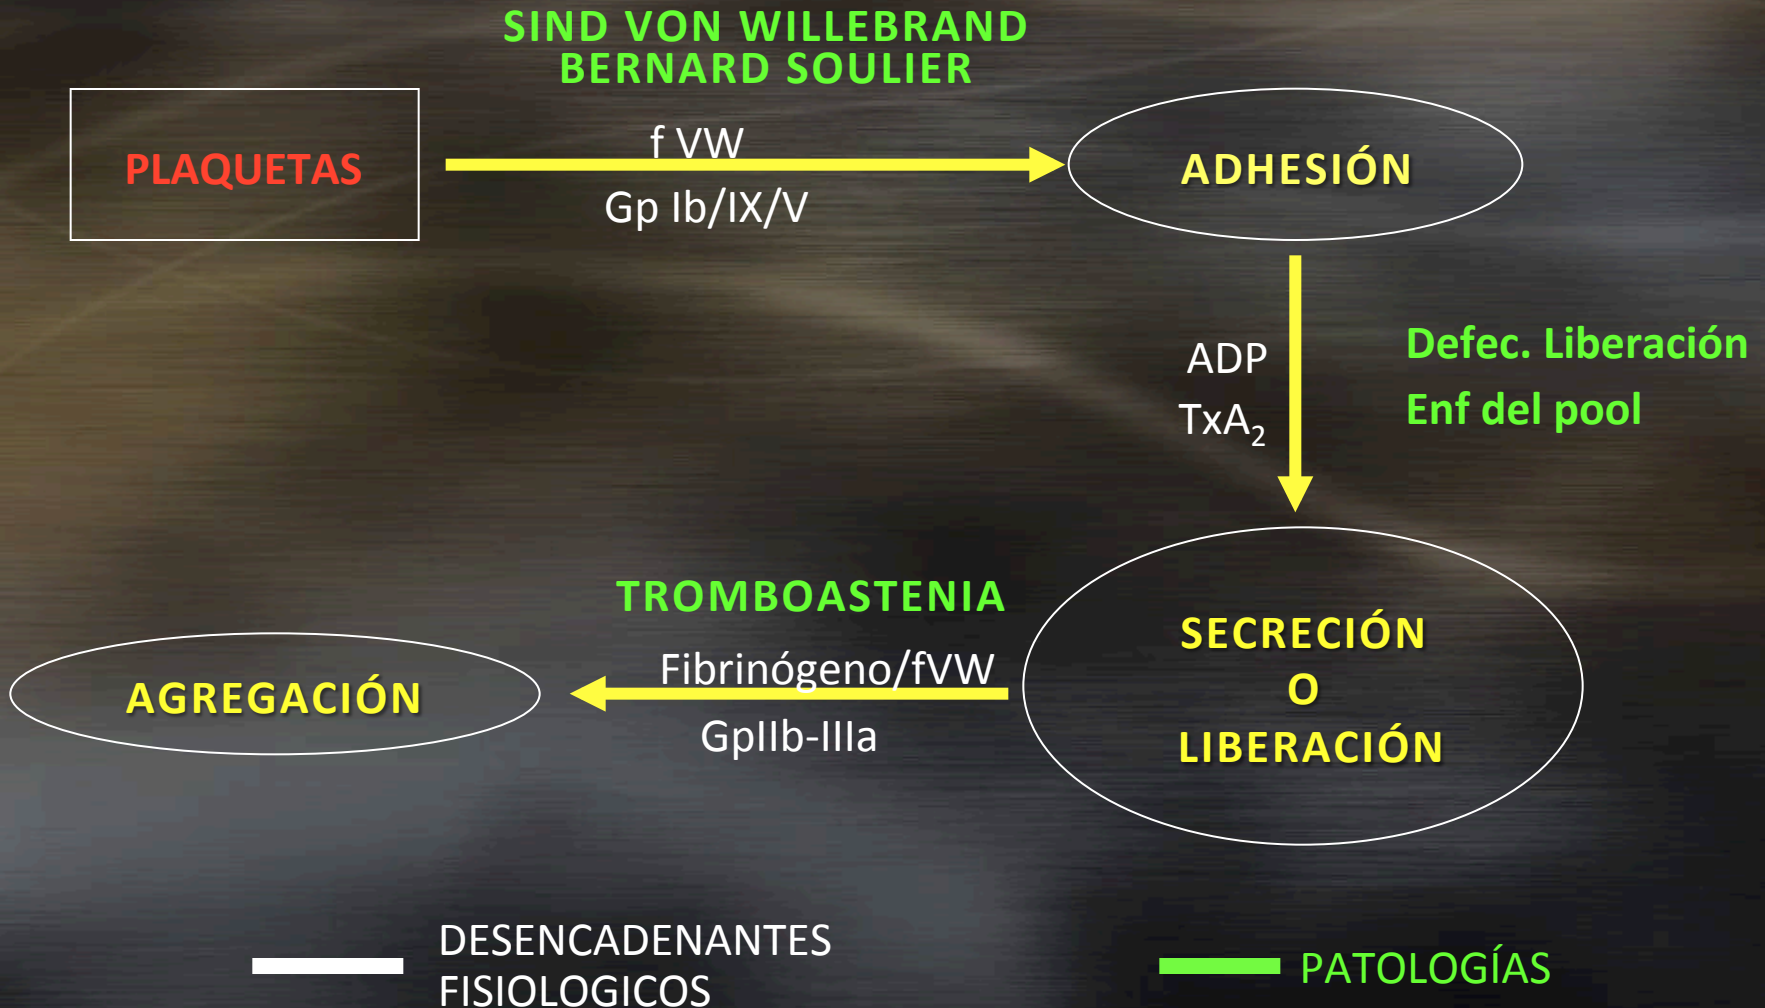 SIND VON WILLEBRAND
BERNARD SOULIER
PLAQUETAS
f VW
Gp Ib/IX/V
ADHESIÓN
ADP
TxA₂
Defec. Liberación
Enf del pool
TROMBOASTENIA
Fibrinógeno/fVW
GpIIb-IIIa
AGREGACIÓN
SECRECIÓN
O
LIBERACIÓN
DESENCADENANTES
FISIOLOGICOS
PATOLOGÍAS